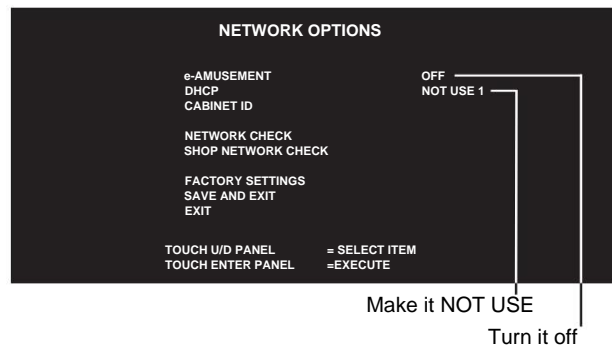 NETWORK OPTIONS
e-AMUSEMENT OFF
DHCP NOT USE 1
CABINET ID
NETWORK CHECK
SHOP NETWORK CHECK
FACTORY SETTINGS
SAVE AND EXIT
EXIT
TOUCH U/D PANEL = SELECT ITEM
TOUCH ENTER PANEL =EXECUTE
Make it NOT USE
Turn it off